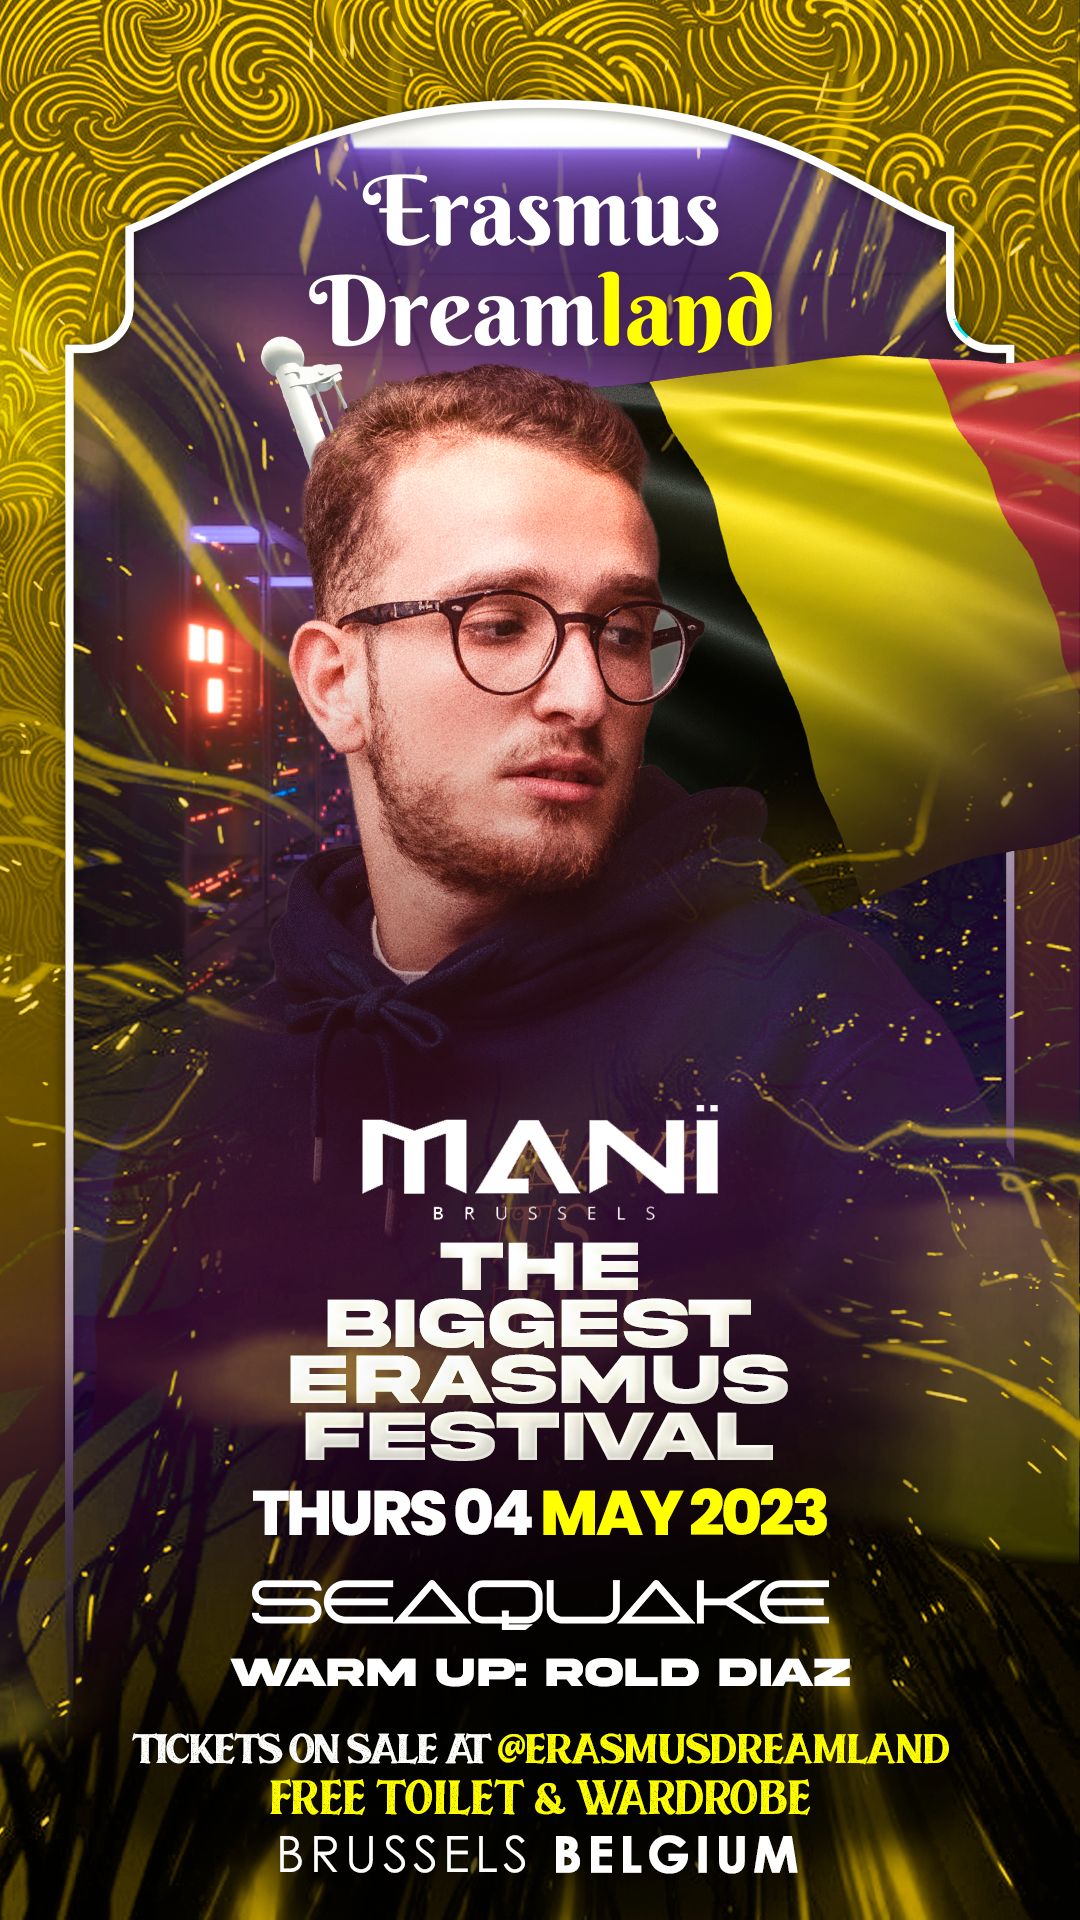 Erasmus
Dreamland
MANÏ
BRUSSELS
THE
BIGGEST
ERASMUS
FESTIVAL
THURS 04 MAY 2023
SEAQUAKE
WARM UP: ROLD DIAZ
TICKETS ON SALE AT @ERASMUSDREAMLAND
FREE TOILET & WARDROBE
BRUSSELS BELGIUM